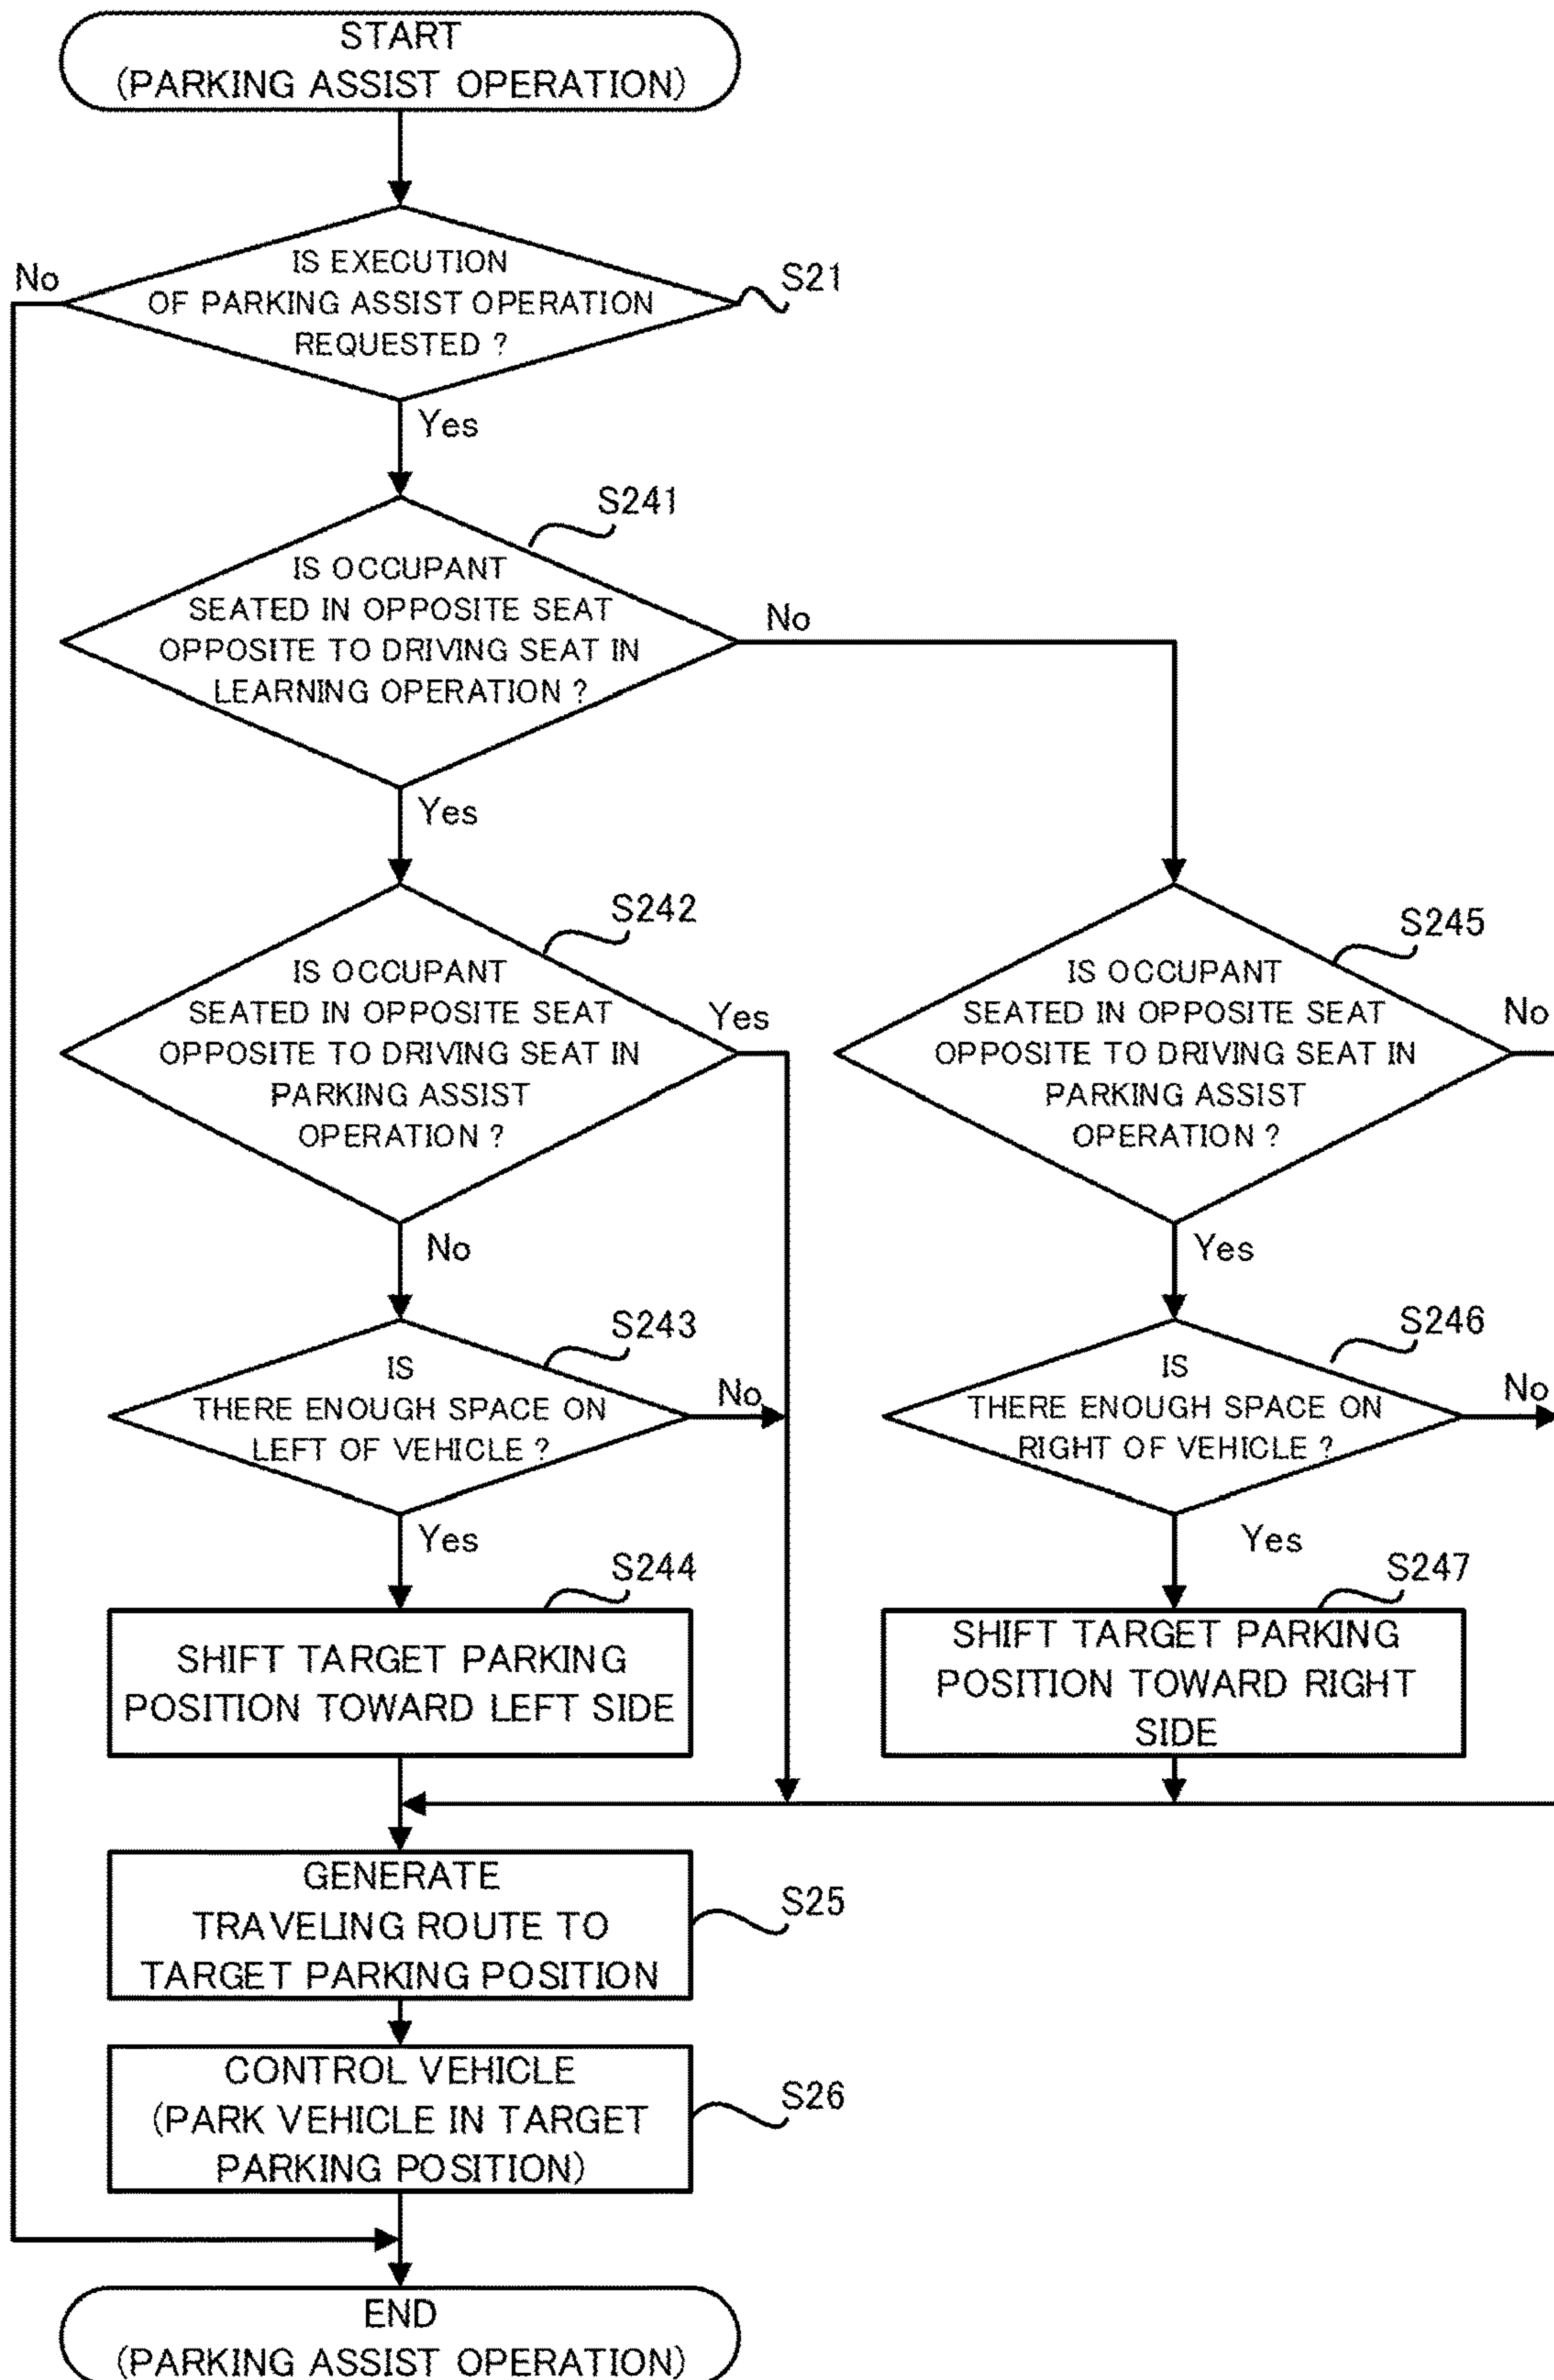 START
(PARKING ASSIST OPERATION)
IS EXECUTION
OF PARKING ASSIST OPERATION
REQUESTED ?
No
S21
Yes
S241
IS OCCUPANT
SEATED IN OPPOSITE SEAT
OPPOSITE TO DRIVING SEAT IN
LEARNING OPERATION ?
No
Yes
S242
IS OCCUPANT
SEATED IN OPPOSITE SEAT
OPPOSITE TO DRIVING SEAT IN
PARKING ASSIST
OPERATION ?
Yes
No
S245
IS OCCUPANT
SEATED IN OPPOSITE SEAT
OPPOSITE TO DRIVING SEAT IN
PARKING ASSIST
OPERATION ?
No
Yes
S243
IS
THERE ENOUGH SPACE ON
LEFT OF VEHICLE ?
No
Yes
S246
IS
THERE ENOUGH SPACE ON
RIGHT OF VEHICLE ?
No
Yes
S244
SHIFT TARGET PARKING
POSITION TOWARD LEFT SIDE
S247
SHIFT TARGET PARKING
POSITION TOWARD RIGHT
SIDE
GENERATE
TRAVELING ROUTE TO
TARGET PARKING POSITION
S25
CONTROL VEHICLE
(PARK VEHICLE IN TARGET
PARKING POSITION)
S26
END
(PARKING ASSIST OPERATION)